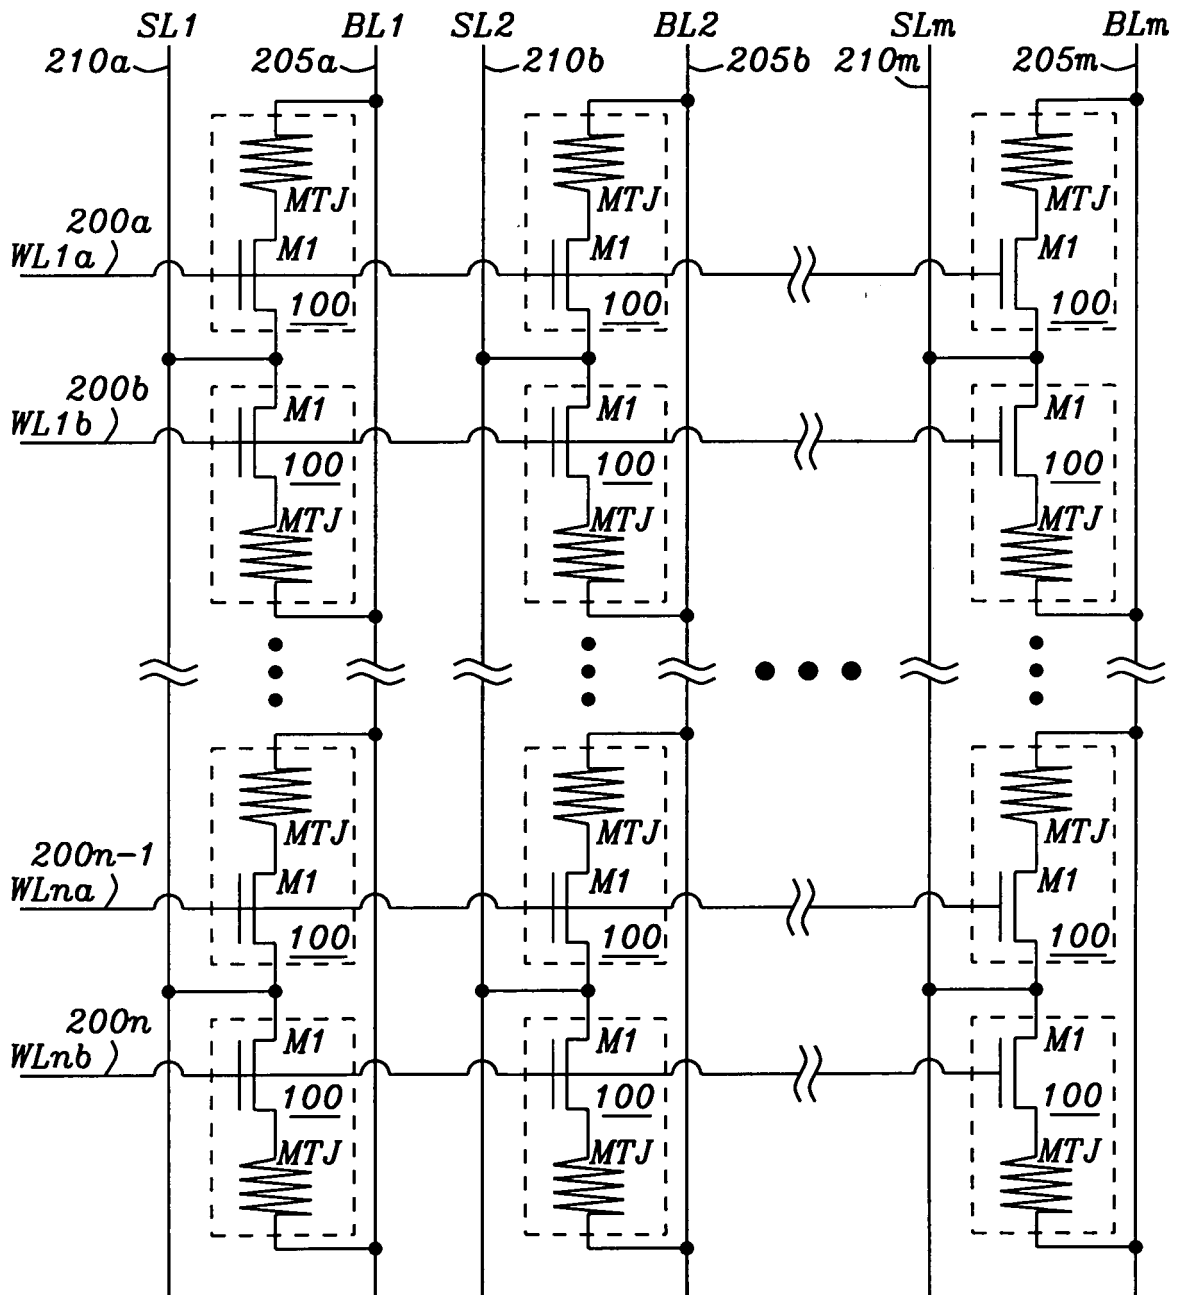 SL1 BL1 SL2 BL2 SLm BLm
210a 205a 210b 205b 210m 205m
MTJ MTJ MTJ
200a
WL1a M1 M1 M1
100 100 100
200b
WL1b M1 M1 M1
100 100 100
MTJ MTJ MTJ
MTJ MTJ MTJ
200n-1
WLna M1 M1 M1
100 100 100
200n
WLnb M1 M1 M1
100 100 100
MTJ MTJ MTJ